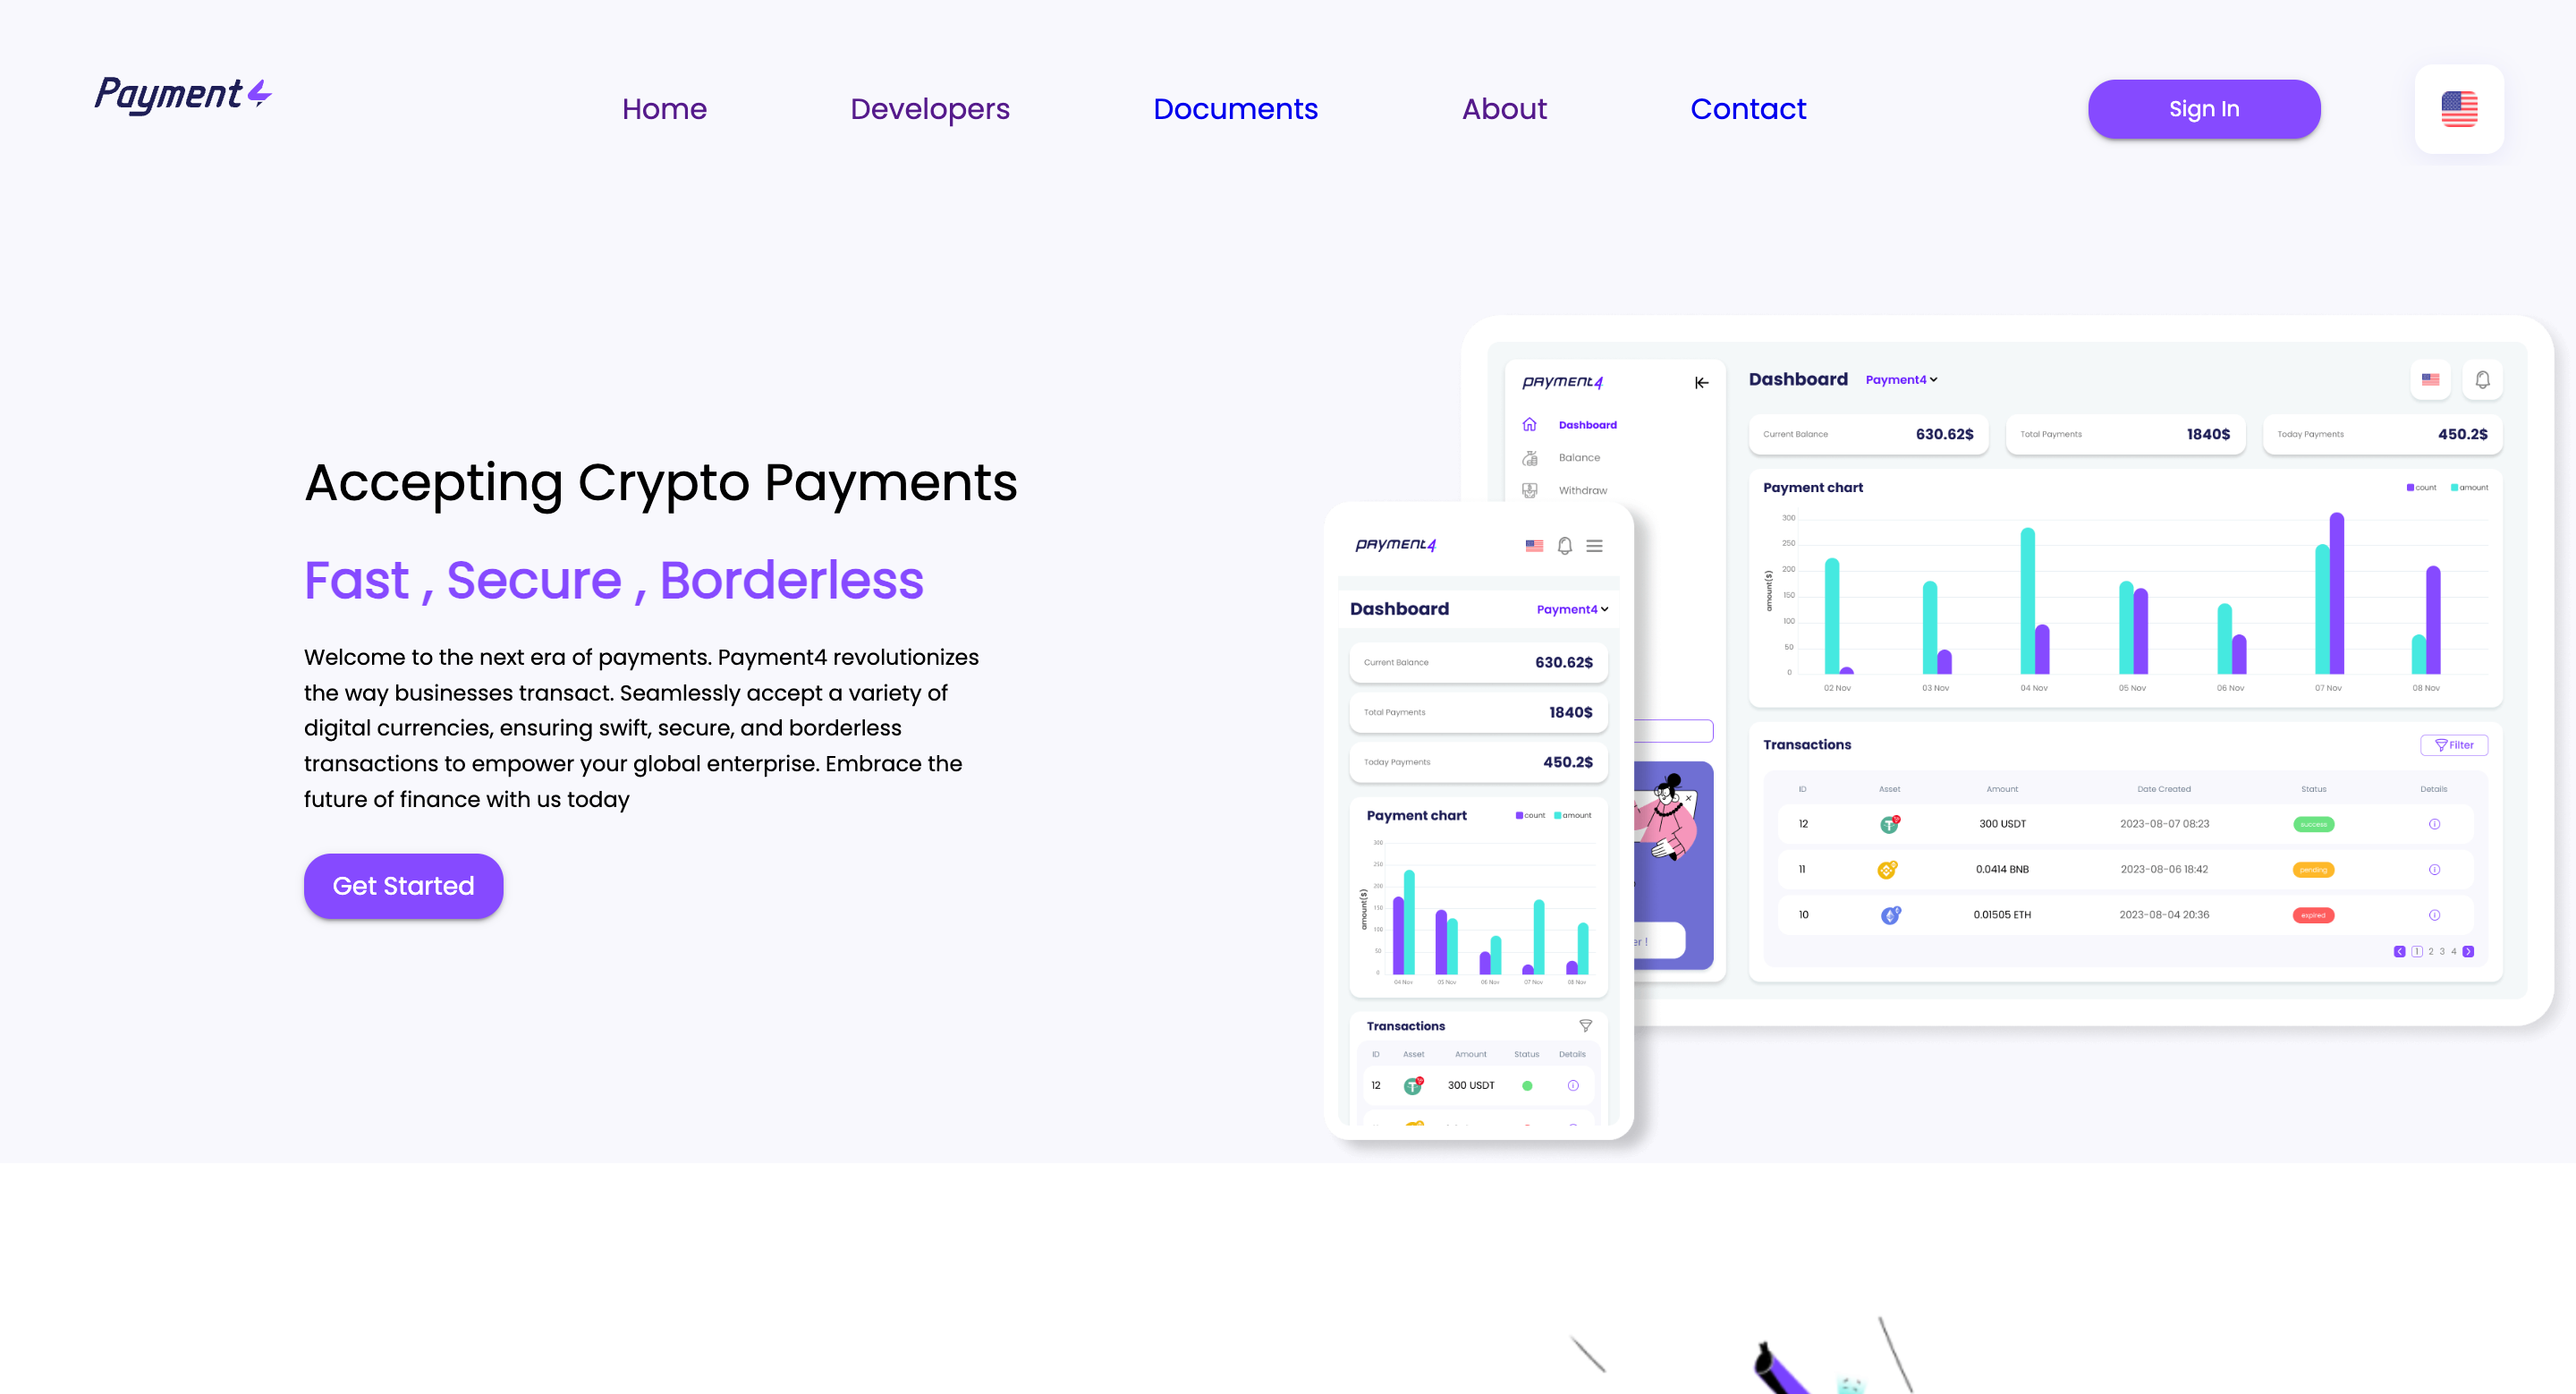 Payment4
Home
Developers
Documents
About
Contact
Sign In
Accepting Crypto Payments
Fast , Secure , Borderless
Welcome to the next era of payments. Payment4 revolutionizes
the way businesses transact. Seamlessly accept a variety of
digital currencies, ensuring swift, secure, and borderless
transactions to empower your global enterprise. Embrace the
future of finance with us today
Get Started
PAYMENT4
Dashboard
Balance
Withdraw
er !
Dashboard Payment4
Current Balance 630.62$
Total Payments 1840$
Today Payments 450.2$
Payment chart
count amount
amount($)
300
250
200
150
100
50
0
02 Nov 03 Nov 04 Nov 05 Nov 06 Nov 07 Nov 08 Nov
Transactions
Filter
ID Asset Amount Date Created Status Details
12 300 USDT 2023-08-07 08:23 success
11 0.0414 BNB 2023-08-06 18:42 pending
10 0.01505 ETH 2023-08-04 20:36 expired
1 2 3 4
PAYMENT4
Dashboard Payment4
Current Balance 630.62$
Total Payments 1840$
Today Payments 450.2$
Payment chart
count amount
amount($)
300
250
200
150
100
50
0
04 Nov 05 Nov 06 Nov 07 Nov 08 Nov
Transactions
ID Asset Amount Status Details
12 300 USDT